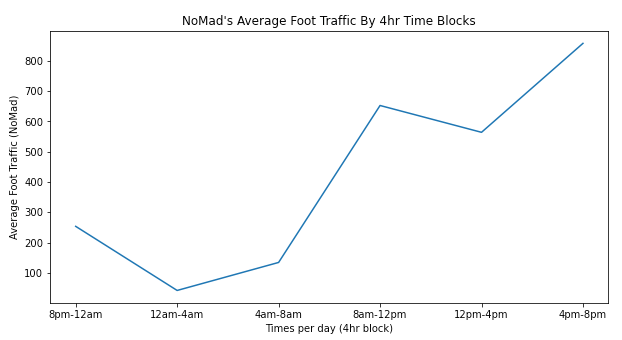 NoMad's Average Foot Traffic By 4hr Time Blocks
Average Foot Traffic (NoMad)
800
700
600
500
400
300
200
100
8pm-12am 12am-4am 4am-8am 8am-12pm 12pm-4pm 4pm-8pm
Times per day (4hr block)